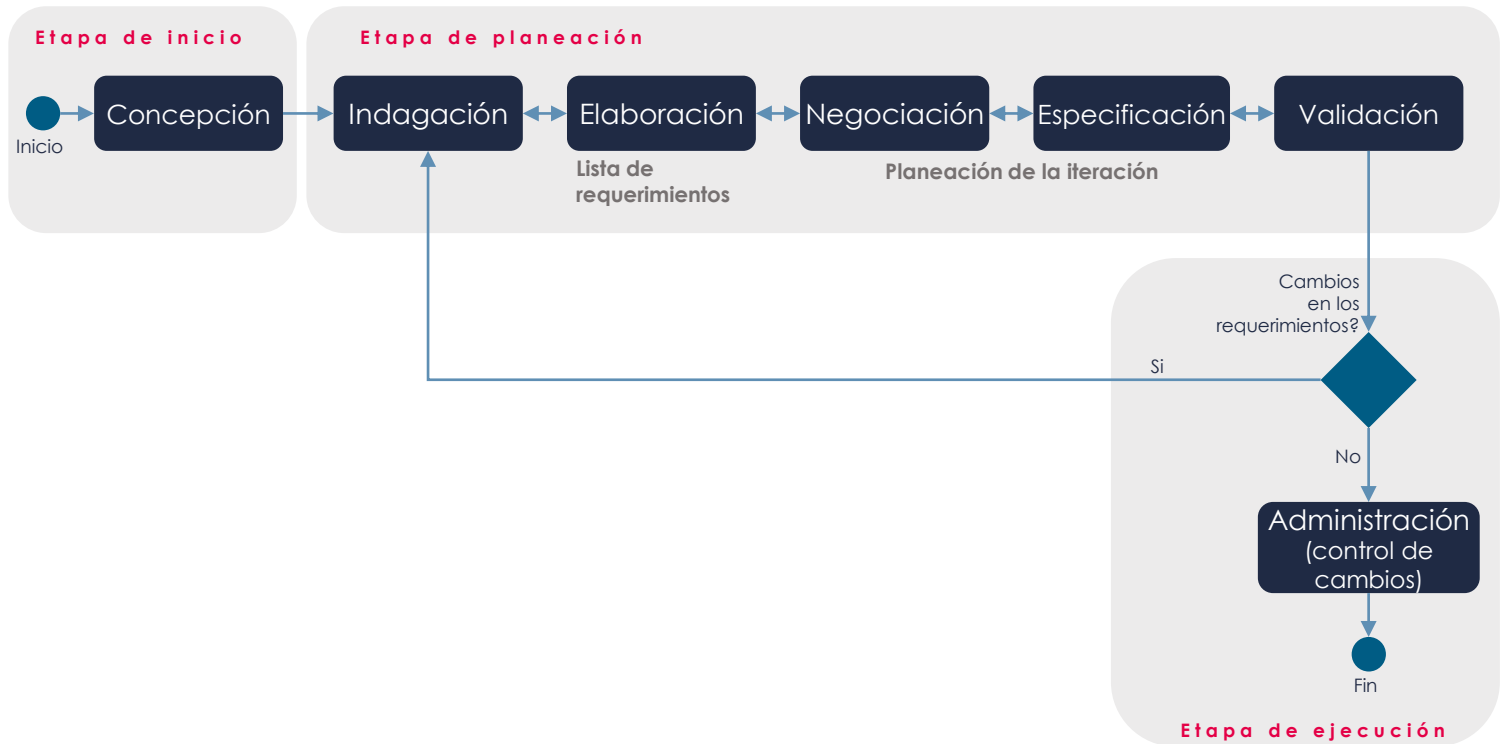 Etapa de inicio
Etapa de planeación
Inicio
Concepción
Indagación
Elaboración
Negociación
Especificación
Validación
Lista de
requerimientos
Planeación de la iteración
Cambios
en los
requerimientos?
Si
No
Administración
(control de
cambios)
Fin
Etapa de ejecución